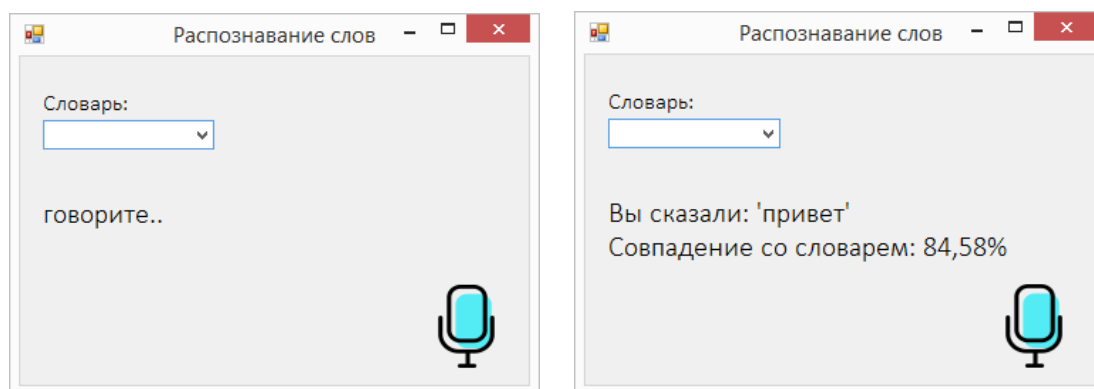 Распознавание слов
Словарь:
говорите..
Распознавание слов
Словарь:
Вы сказали: 'привет'
Совпадение со словарем: 84,58%